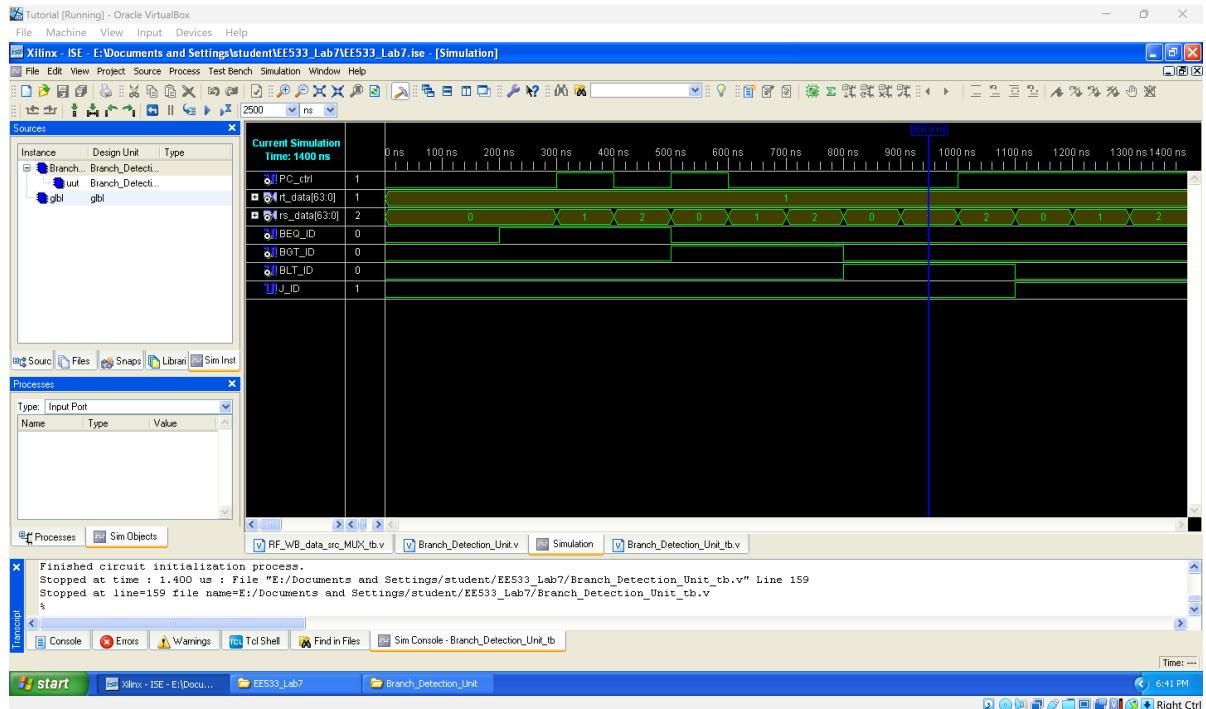 Tutorial [Running] - Oracle VirtualBox
File Machine View Input Devices Help
Xilinx - ISE - E:\Documents and Settings\student\EE533_Lab7\EE533_Lab7.ise - [Simulation]
File Edit View Project Source Process Test Bench Simulation Window Help
2500 ns
Sources
Instance Design Unit Type
Branch... Branch_Detecti...
uut Branch_Detecti...
glbl glbl
Sourc Files Snaps Librari Sim Inst
Processes
Type: Input Port
Name Type Value
Processes Sim Objects
Current Simulation
Time: 1400 ns
0 ns 100 ns 200 ns 300 ns 400 ns 500 ns 600 ns 700 ns 800 ns 900 ns 1000 ns 1100 ns 1200 ns 1300 ns 1400 ns
PC_ctrl 1
rt_data[63:0] 1 1
rs_data[63:0] 2 0 1 2 0 1 2 0 2 0 1 2
BEQ_ID 0
BGT_ID 0
BLT_ID 0
J_ID 1
RF_WB_data_src_MUX_tb.v Branch_Detection_Unit.v Simulation Branch_Detection_Unit_tb.v
Finished circuit initialization process.
Stopped at time : 1.400 us : File "E:/Documents and Settings/student/EE533_Lab7/Branch_Detection_Unit_tb.v" Line 159
Stopped at line=159 file name=E:/Documents and Settings/student/EE533_Lab7/Branch_Detection_Unit_tb.v
%
Transcript
Console Errors Warnings Tcl Shell Find in Files Sim Console - Branch_Detection_Unit_tb
Time: ---
start Xilinx - ISE - E:\Docu... EE533_Lab7 Branch_Detection_Unit 6:41 PM
Right Ctrl